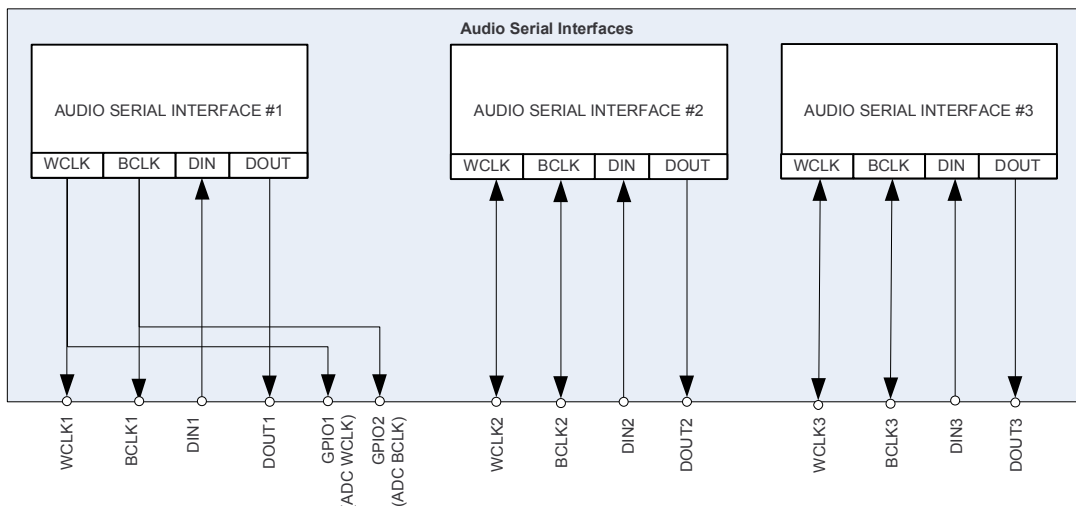 Audio Serial Interfaces
AUDIO SERIAL INTERFACE #1
WCLK BCLK DIN DOUT
AUDIO SERIAL INTERFACE #2
WCLK BCLK DIN DOUT
AUDIO SERIAL INTERFACE #3
WCLK BCLK DIN DOUT
WCLK1
BCLK1
DIN1
DOUT1
GPIO1
(ADC WCLK)
GPIO2
(ADC BCLK)
WCLK2
BCLK2
DIN2
DOUT2
WCLK3
BCLK3
DIN3
DOUT3